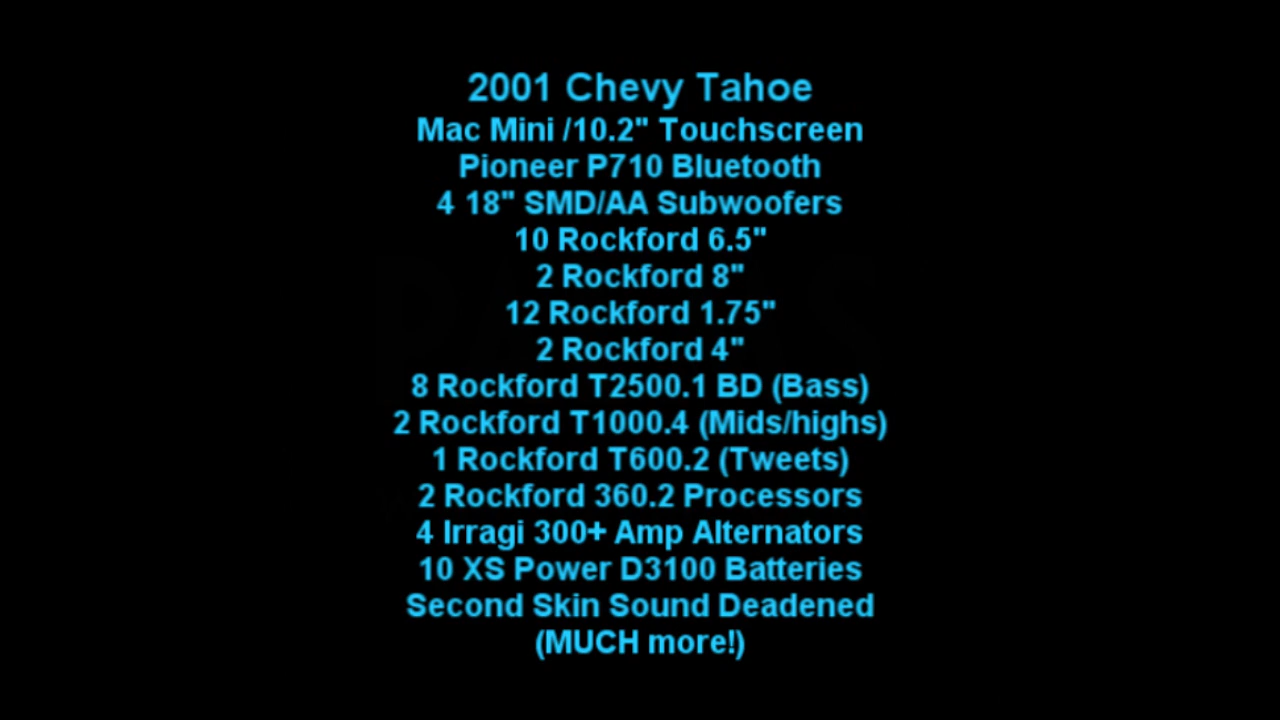 2001 Chevy Tahoe
Mac Mini /10.2" Touchscreen
Pioneer P710 Bluetooth
4 18" SMD/AA Subwoofers
10 Rockford 6.5"
2 Rockford 8"
12 Rockford 1.75"
2 Rockford 4"
8 Rockford T2500.1 BD (Bass)
2 Rockford T1000.4 (Mids/highs)
1 Rockford T600.2 (Tweets)
2 Rockford 360.2 Processors
4 Irragi 300+ Amp Alternators
10 XS Power D3100 Batteries
Second Skin Sound Deadened
(MUCH more!)